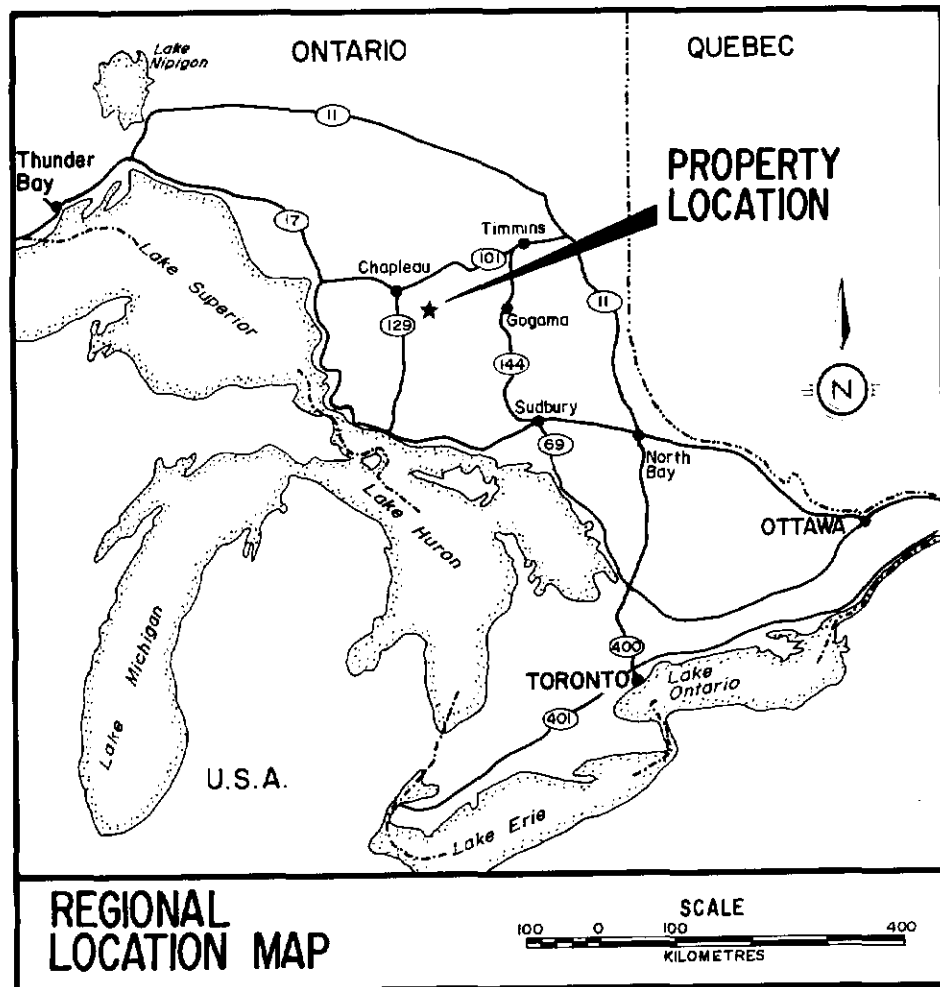 ONTARIO
QUEBEC
Lake
Nipigon
11
Thunder
Bay
PROPERTY
LOCATION
17
Timmins
101
Lake Superior
Chapleau
11
129
Gogama
144
N
Sudbury
69
North
Bay
Lake Huron
OTTAWA
Lake Michigan
400
TORONTO
Lake
Ontario
401
U.S.A.
Lake Erie
REGIONAL
LOCATION MAP
SCALE
100 0 100 400
KILOMETRES